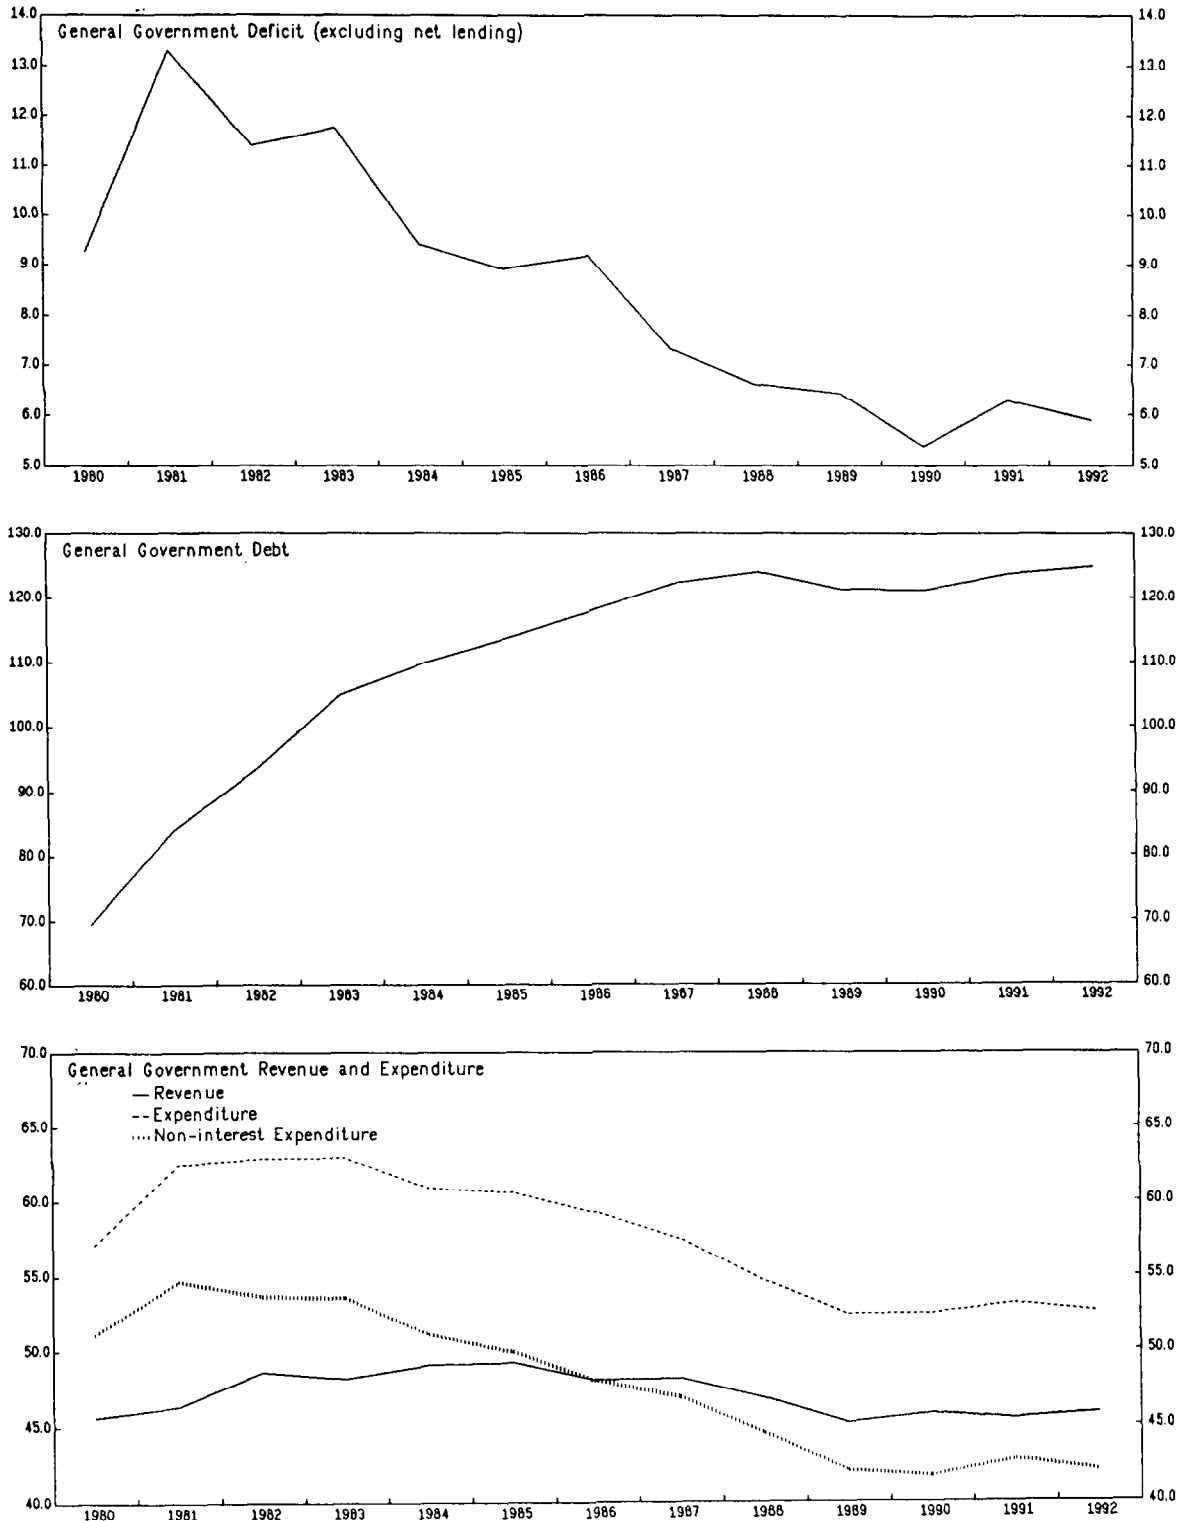 General Government Deficit (excluding net lending)
14.0 14.0
13.0 13.0
12.0 12.0
11.0 11.0
10.0 10.0
9.0 9.0
8.0 8.0
7.0 7.0
6.0 6.0
5.0 5.0
1980 1981 1982 1983 1984 1985 1986 1987 1988 1989 1990 1991 1992
General Government Debt
130.0 130.0
120.0 120.0
110.0 110.0
100.0 100.0
90.0 90.0
80.0 80.0
70.0 70.0
60.0 60.0
1980 1981 1982 1983 1984 1985 1986 1987 1988 1989 1990 1991 1992
General Government Revenue and Expenditure
Revenue
Expenditure
Non-interest Expenditure
70.0 70.0
65.0 65.0
60.0 60.0
55.0 55.0
50.0 50.0
45.0 45.0
40.0 40.0
1980 1981 1982 1983 1984 1985 1986 1987 1988 1989 1990 1991 1992